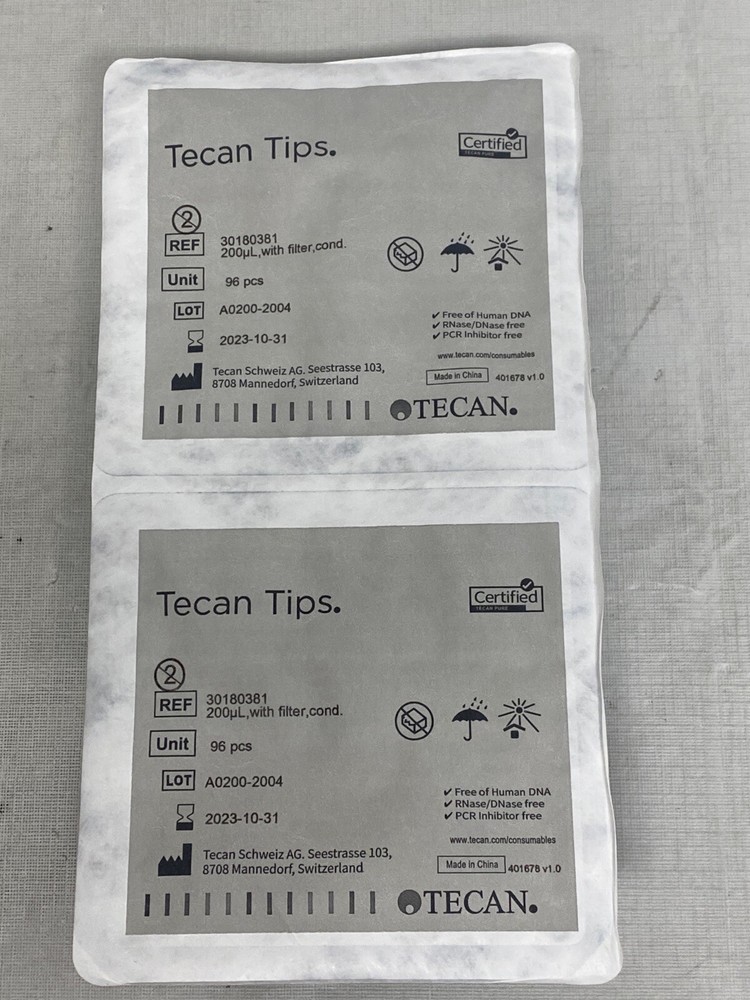 Tecan Tips.
Certified
TECAN PURE
2
REF
30180381
200µL,with filter,cond.
Unit
96 pcs
LOT
A0200-2004
2023-10-31
Tecan Schweiz AG. Seestrasse 103,
8708 Mannedorf, Switzerland
✔ Free of Human DNA
✔ RNase/DNase free
✔ PCR Inhibitor free
www.tecan.com/consumables
Made in China
401678 v1.0
TECAN.
Tecan Tips.
Certified
TECAN PURE
2
REF
30180381
200µL,with filter,cond.
Unit
96 pcs
LOT
A0200-2004
2023-10-31
Tecan Schweiz AG. Seestrasse 103,
8708 Mannedorf, Switzerland
✔ Free of Human DNA
✔ RNase/DNase free
✔ PCR Inhibitor free
www.tecan.com/consumables
Made in China
401678 v1.0
TECAN.